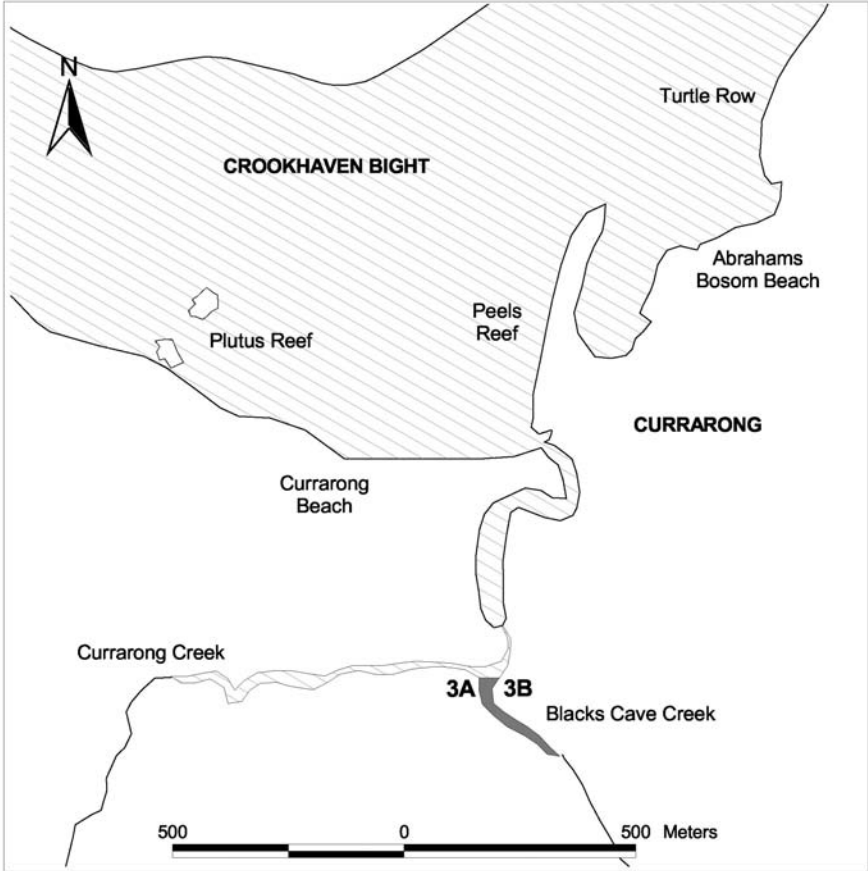 N
Turtle Row
CROOKHAVEN BIGHT
Abrahams
Bosom Beach
Peels
Reef
Plutus Reef
CURRARONG
Currarong
Beach
Currarong Creek
3A 3B
Blacks Cave Creek
500 0 500 Meters